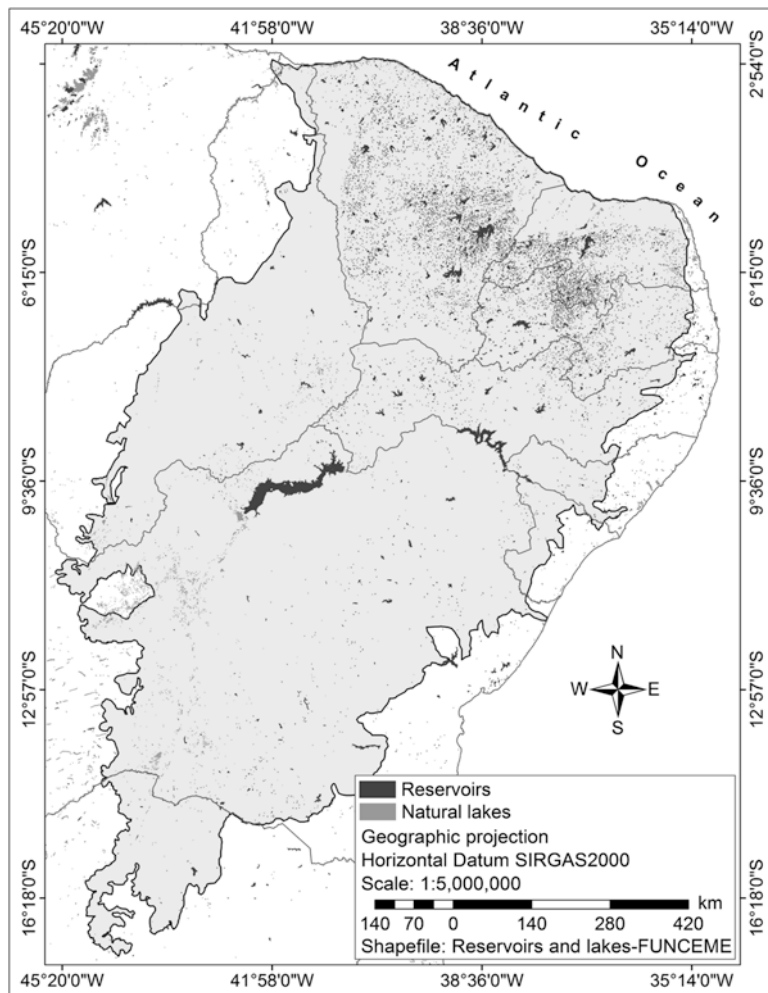 45°20'0"W 41°58'0"W 38°36'0"W 35°14'0"W
Atlantic Ocean
2°54'0"S
6°15'0"S 6°15'0"S
9°36'0"S 9°36'0"S
N
W E
S
12°57'0"S 12°57'0"S
Reservoirs
Natural lakes
Geographic projection
Horizontal Datum SIRGAS2000
Scale: 1:5,000,000
16°18'0"S 16°18'0"S
km
140 70 0 140 280 420
Shapefile: Reservoirs and lakes-FUNCEME
45°20'0"W 41°58'0"W 38°36'0"W 35°14'0"W